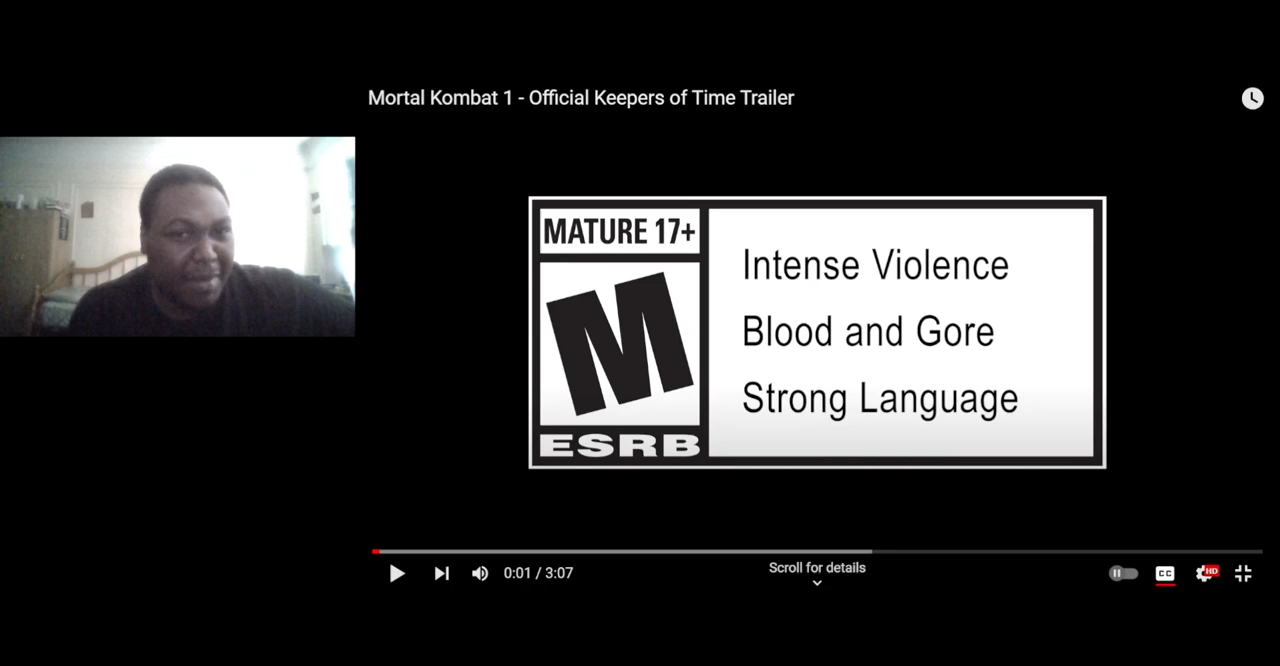 Mortal Kombat 1 - Official Keepers of Time Trailer
MATURE 17+
M
ESRB
Intense Violence
Blood and Gore
Strong Language
0:01 / 3:07
Scroll for details
CC
HD